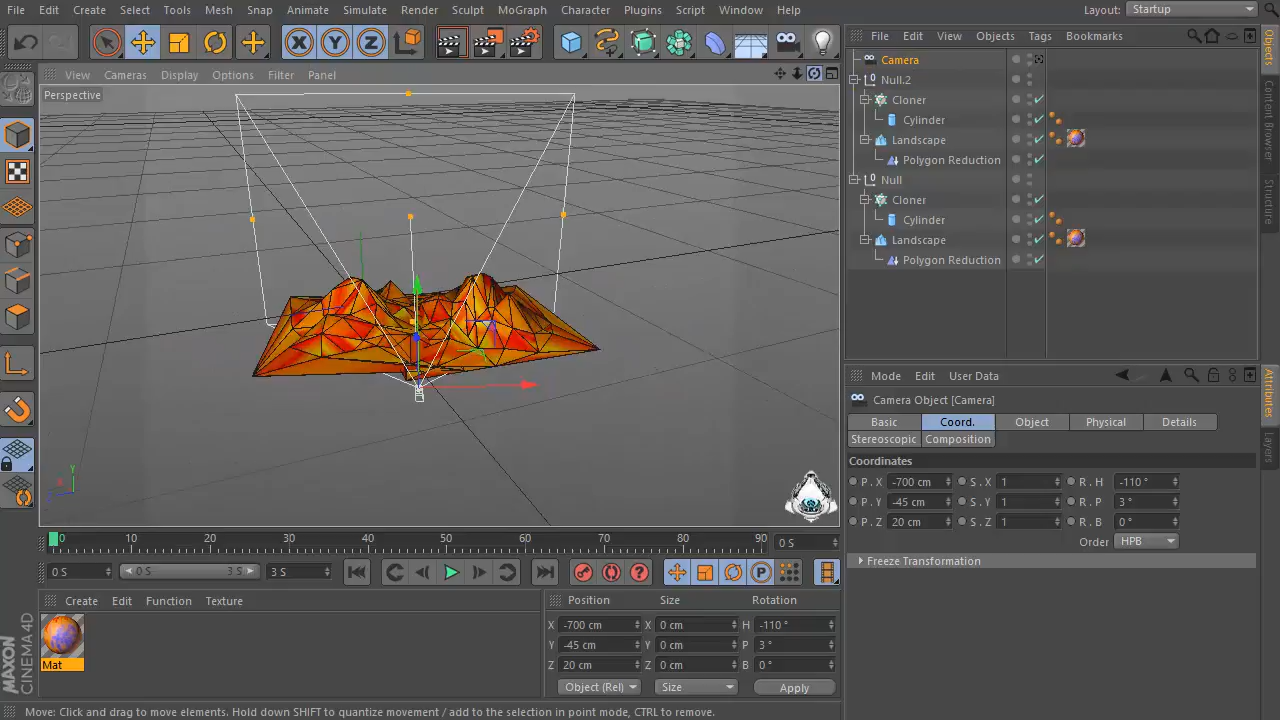 File Edit Create Select Tools Mesh Snap Animate Simulate Render Sculpt MoGraph Character Plugins Script Window Help Layout: Startup
View Cameras Display Options Filter Panel
File Edit View Objects Tags Bookmarks
Objects
Content Browser
Structure
Perspective
Camera
Null.2
Cloner
Cylinder
Landscape
Polygon Reduction
Null
Cloner
Cylinder
Landscape
Polygon Reduction
Y
X
Z
Mode Edit User Data
Attributes
Layers
Camera Object [Camera]
Basic Coord. Object Physical Details
Stereoscopic Composition
Coordinates
P . X -700 cm S . X 1 R . H -110 °
P . Y -45 cm S . Y 1 R . P 3 °
P . Z 20 cm S . Z 1 R . B 0 °
Order HPB
Freeze Transformation
0 10 20 30 40 50 60 70 80 90 0 S
0 S 0 S 3 S 3 S
Create Edit Function Texture
Mat
Position Size Rotation
X -700 cm X 0 cm H -110 °
Y -45 cm Y 0 cm P 3 °
Z 20 cm Z 0 cm B 0 °
Object (Rel) Size Apply
MAXON
CINEMA 4D
Move: Click and drag to move elements. Hold down SHIFT to quantize movement / add to the selection in point mode, CTRL to remove.